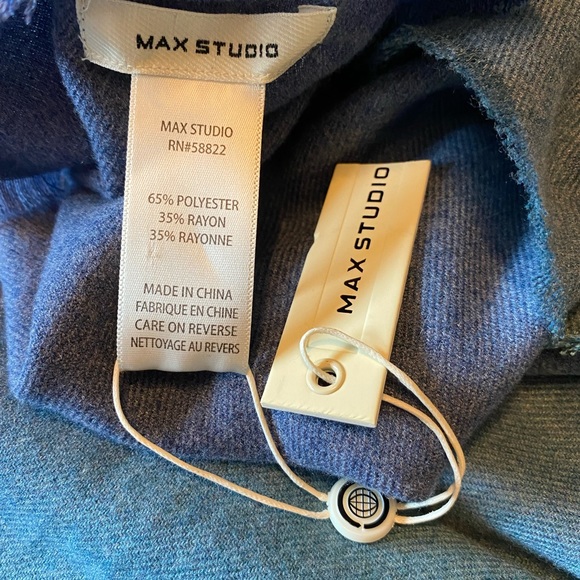 MAX STUDIO
MAX STUDIO
RN#58822
65% POLYESTER
35% RAYON
35% RAYONNE
MADE IN CHINA
FABRIQUE EN CHINE
CARE ON REVERSE
NETTOYAGE AU REVERS
MAX STUDIO